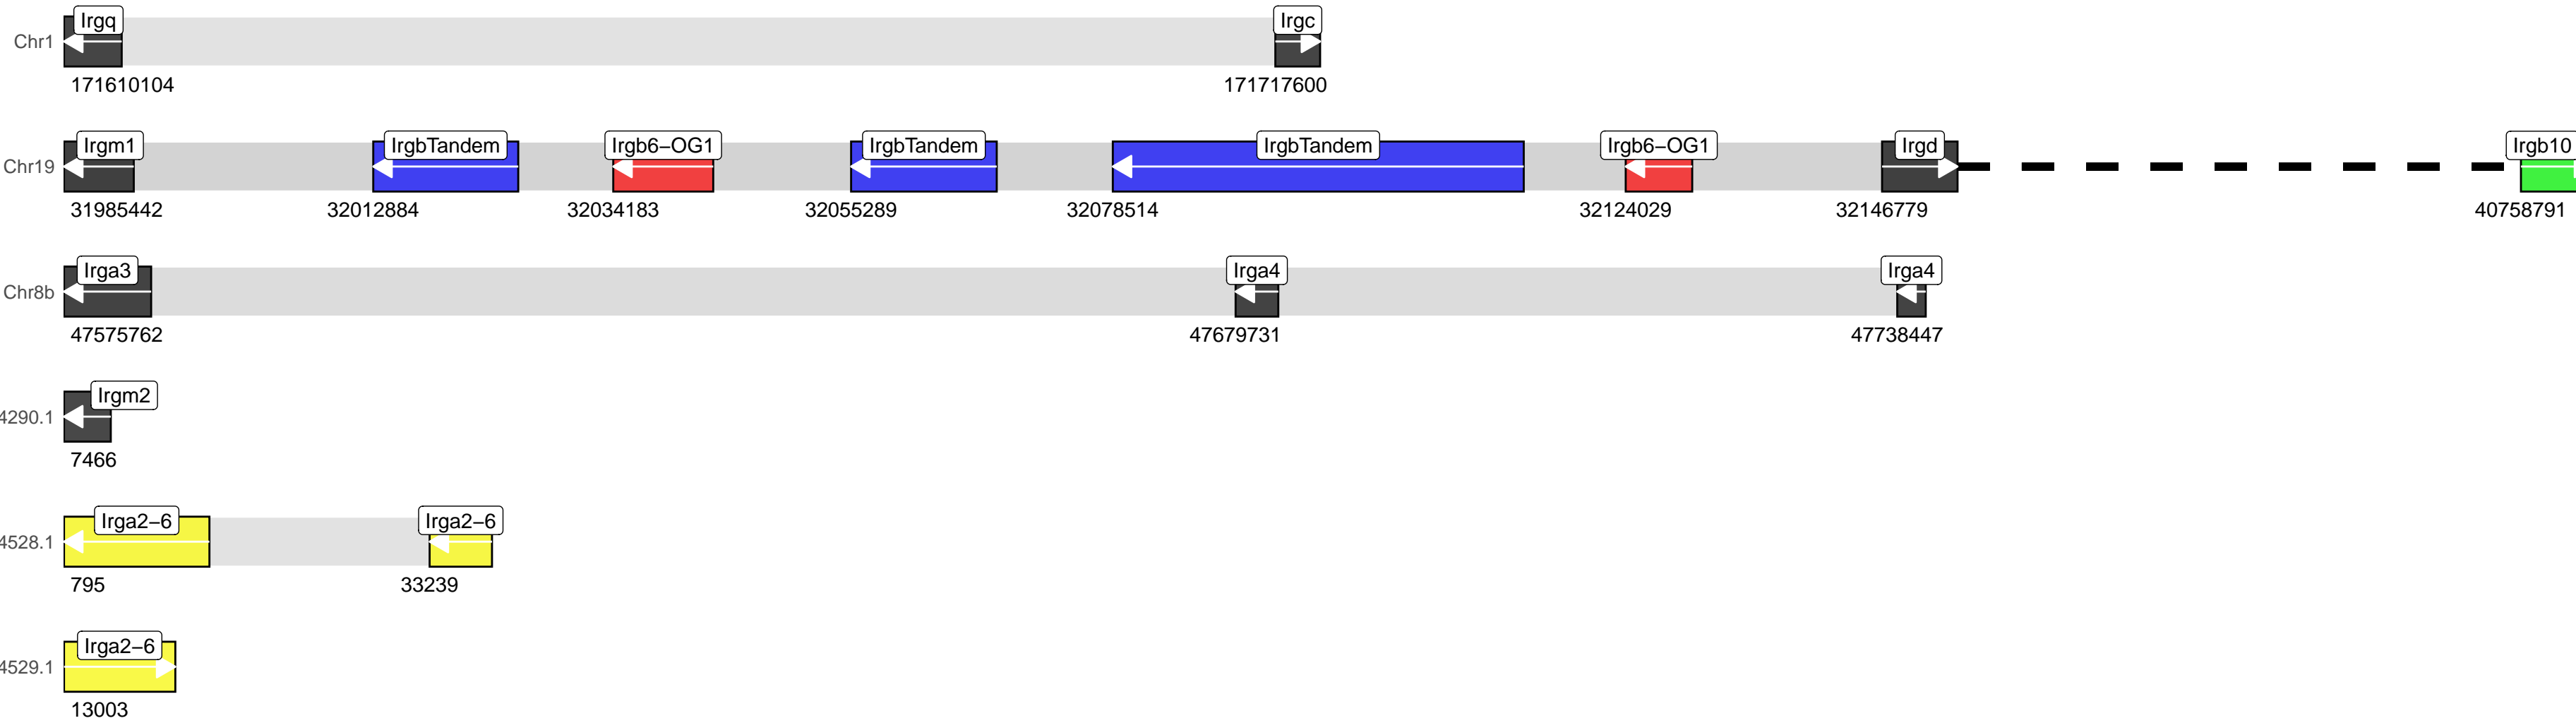 Irgq Irgc
Chr1
171610104 171717600
Irgm1 IrgbTandem Irgb6−OG1 IrgbTandem IrgbTandem Irgb6−OG1 Irgd Irgb10
Chr19
31985442 32012884 32034183 32055289 32078514 32124029 32146779 40758791
Irga3 Irga4 Irga4
Chr8b
47575762 47679731 47738447
Irgm2
4290.1
7466
Irga2−6 Irga2−6
4528.1
795 33239
Irga2−6
4529.1
13003